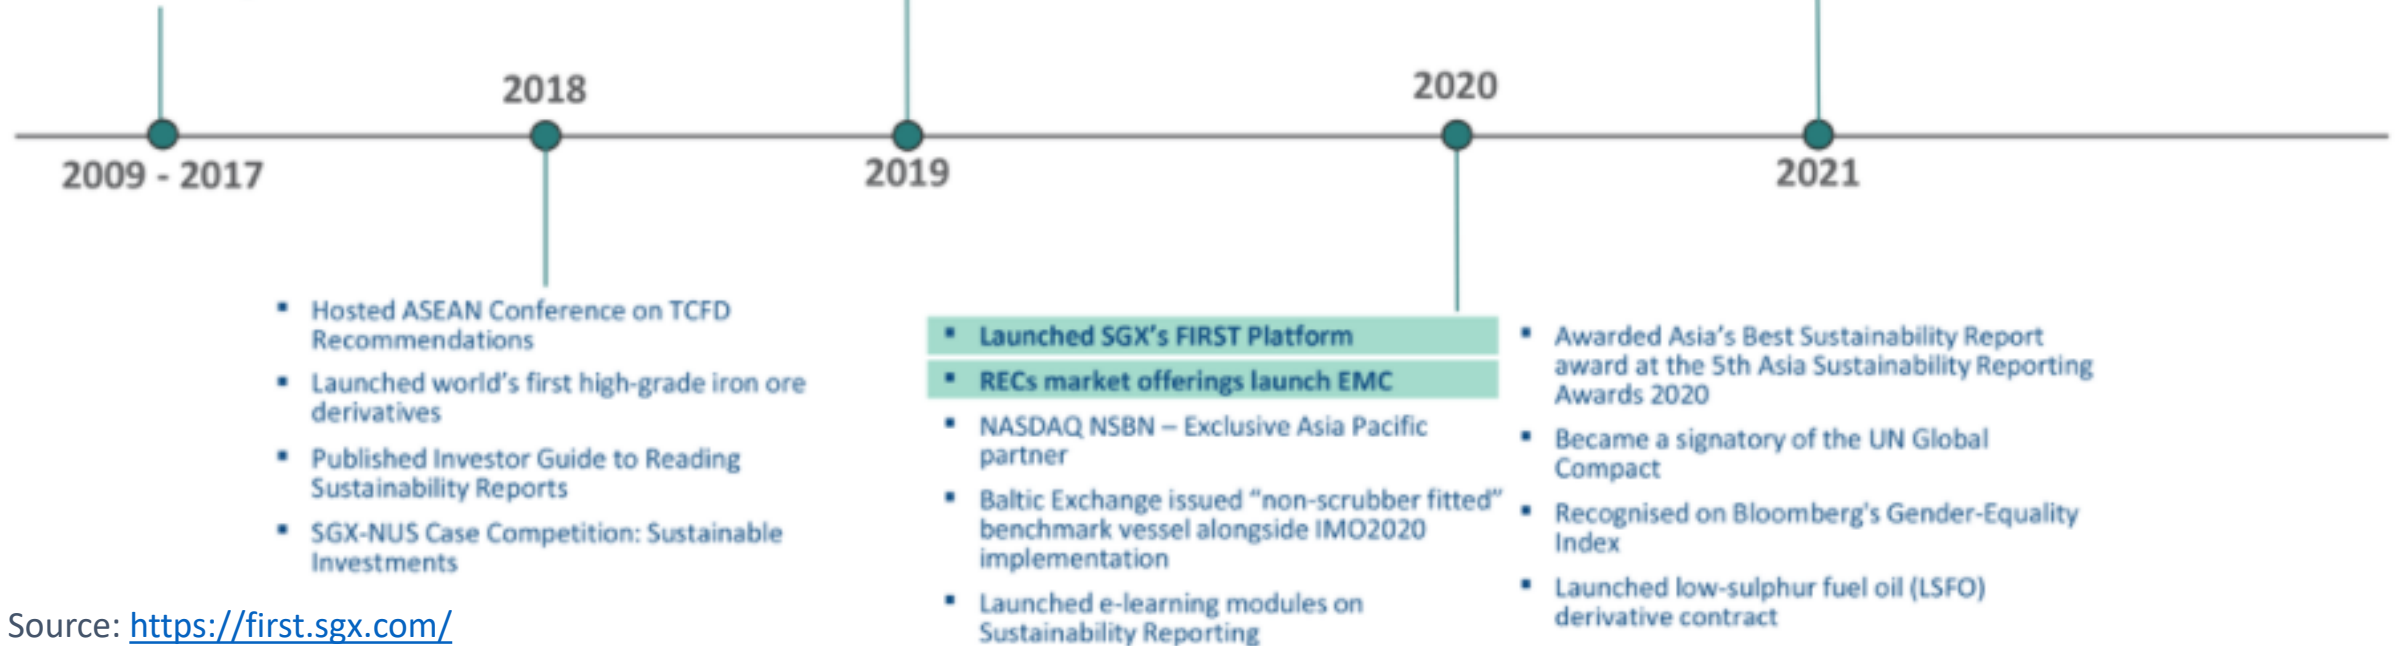 2018
2020
2009 - 2017
2019
2021
▪ Hosted ASEAN Conference on TCFD
Recommendations
▪ Launched world's first high-grade iron ore
derivatives
▪ Published Investor Guide to Reading
Sustainability Reports
▪ SGX-NUS Case Competition: Sustainable
Investments
▪ Launched SGX's FIRST Platform
▪ RECs market offerings launch EMC
▪ NASDAQ NSBN – Exclusive Asia Pacific
partner
▪ Baltic Exchange issued "non-scrubber fitted"
benchmark vessel alongside IMO2020
implementation
▪ Launched e-learning modules on
Sustainability Reporting
▪ Awarded Asia's Best Sustainability Report
award at the 5th Asia Sustainability Reporting
Awards 2020
▪ Became a signatory of the UN Global
Compact
▪ Recognised on Bloomberg's Gender-Equality
Index
▪ Launched low-sulphur fuel oil (LSFO)
derivative contract
Source: https://first.sgx.com/